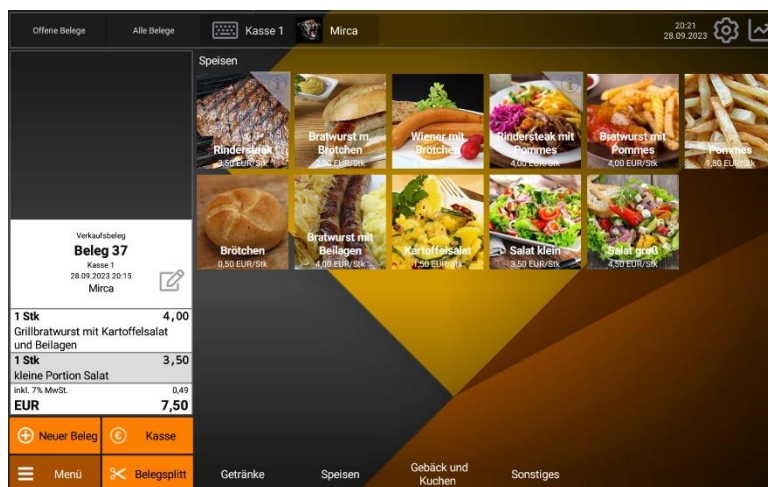 Offene Belege
Alle Belege
Kasse 1
Mirca
20:21
28.09.2023
Speisen
Rindersteak
3,50 EUR/Stk
Bratwurst m.
Brötchen
EUR/Stk
Wiener mit
Brötchen
Rindersteak mit
Pommes
4,00 EUR/Stk
Bratwurst mit
Pommes
4,00 EUR/Stk
Pommes
1,80 EUR/Stk
Brötchen
0,50 EUR/Stk
Bratwurst mit
Beilagen
4,00 EUR/Stk
Kartoffelsalat
1,50 EUR/Stk
Salat klein
3,50 EUR/Stk
Salat groß
4,50 EUR/Stk
Verkaufsbeleg
Beleg 37
Kasse 1
28.09.2023 20:15
Mirca
1 Stk 4,00
Grillbratwurst mit Kartoffelsalat
und Beilagen
1 Stk 3,50
kleine Portion Salat
inkl. 7% MwSt. 0,49
EUR 7,50
Neuer Beleg
Kasse
Menü
Belegsplitt
Getränke
Speisen
Gebäck und
Kuchen
Sonstiges